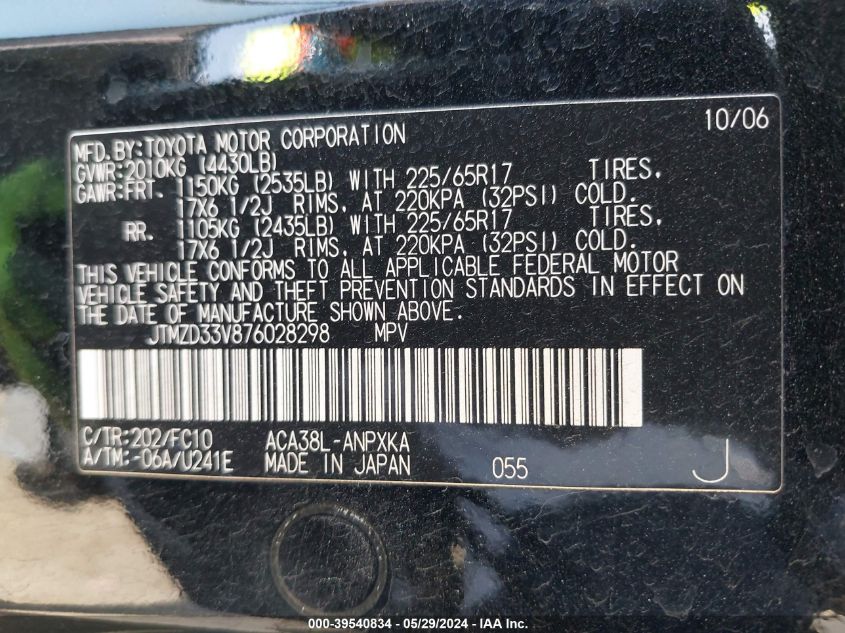 10/06
MFD.BY:TOYOTA MOTOR CORPORATION
GVWR:2010KG (4430LB)
GAWR:FRT. 1150KG (2535LB) WITH 225/65R17 TIRES,
17X6 1/2J RIMS, AT 220KPA (32PSI) COLD.
RR. 1105KG (2435LB) WITH 225/65R17 TIRES,
17X6 1/2J RIMS, AT 220KPA (32PSI) COLD.
THIS VEHICLE CONFORMS TO ALL APPLICABLE FEDERAL MOTOR
VEHICLE SAFETY AND THEFT PREVENTION STANDARDS IN EFFECT ON
THE DATE OF MANUFACTURE SHOWN ABOVE.
JTMZD33V876028298 MPV
C/TR:202/FC10 ACA38L-ANPXKA
A/TM:-06A/U241E MADE IN JAPAN 055 J
000-39540834 - 05/29/2024 - IAA Inc.